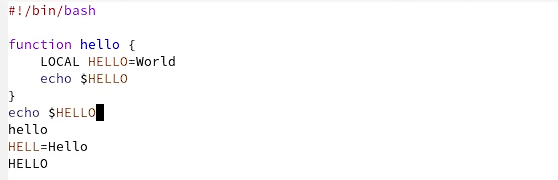 #!/bin/bash
function hello {
LOCAL HELLO=World
echo $HELLO
}
echo $HELLO
hello
HELL=Hello
HELLO